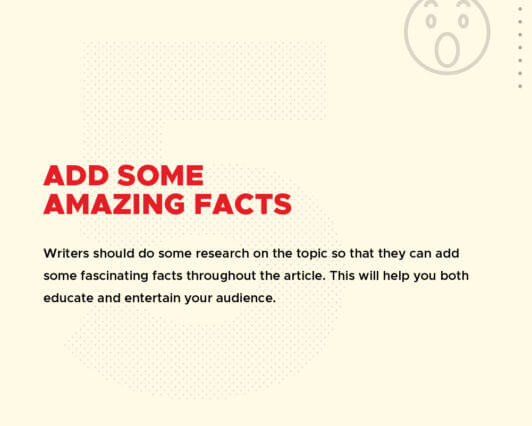 5
ADD SOME
AMAZING FACTS
Writers should do some research on the topic so that they can add
some fascinating facts throughout the article. This will help you both
educate and entertain your audience.